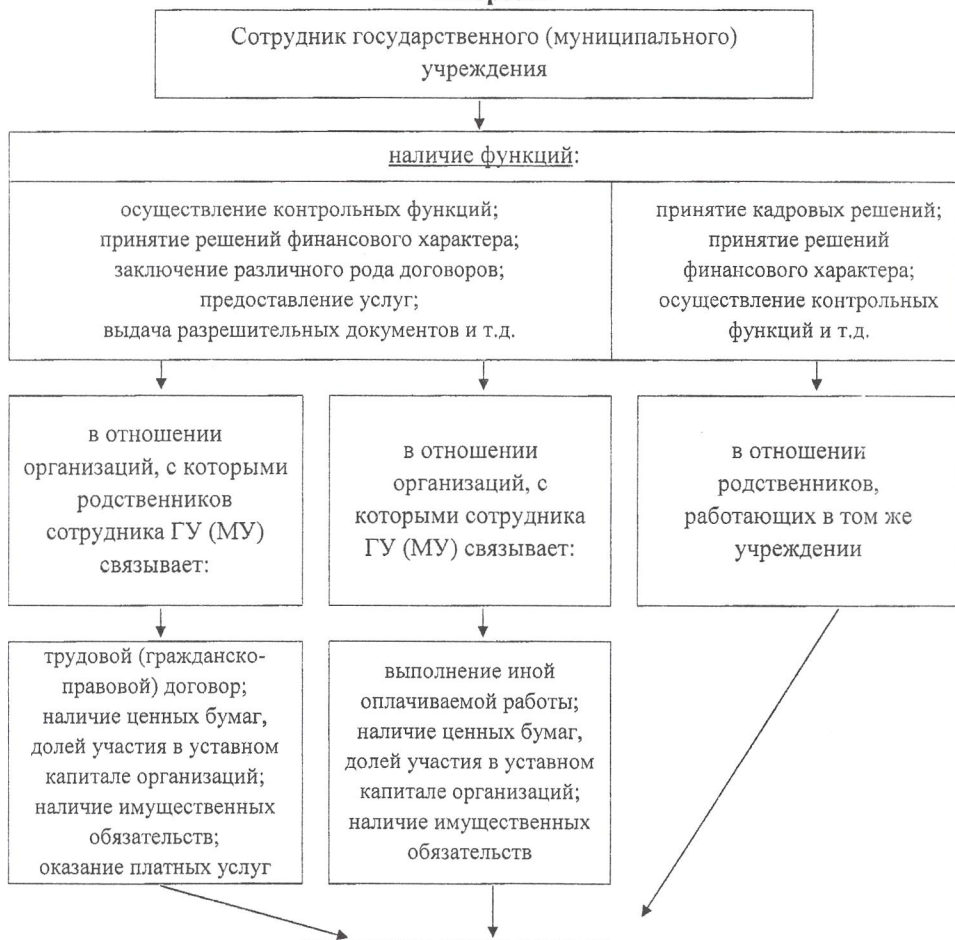 Сотрудник государственного (муниципального)
учреждения
наличие функций:
осуществление контрольных функций;
принятие решений финансового характера;
заключение различного рода договоров;
предоставление услуг;
выдача разрешительных документов и т.д.
принятие кадровых решений;
принятие решений
финансового характера;
осуществление контрольных
функций и т.д.
в отношении
организаций, с которыми
родственников
сотрудника ГУ (МУ)
связывает:
в отношении
организаций, с
которыми сотрудника
ГУ (МУ) связывает:
в отношении
родственников,
работающих в том же
учреждении
трудовой (гражданско-
правовой) договор;
наличие ценных бумаг,
долей участия в уставном
капитале организаций;
наличие имущественных
обязательств;
оказание платных услуг
выполнение иной
оплачиваемой работы;
наличие ценных бумаг,
долей участия в уставном
капитале организаций;
наличие имущественных
обязательств